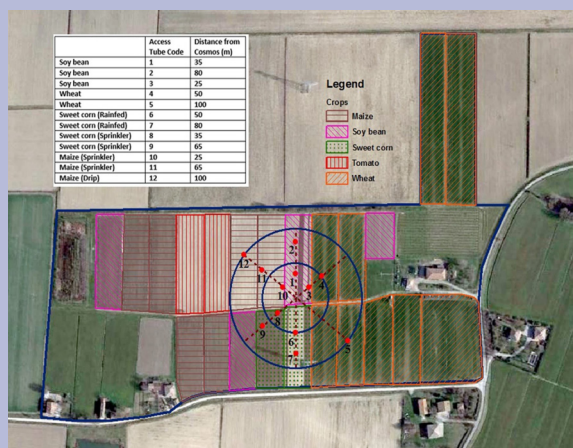 Access Tube Code Distance from Cosmos (m)
Soy bean 1 35
Soy bean 2 80
Soy bean 3 25
Wheat 4 50
Wheat 5 100
Sweet corn (Rainfed) 6 50
Sweet corn (Rainfed) 7 80
Sweet corn (Sprinkler) 8 35
Sweet corn (Sprinkler) 9 65
Maize (Sprinkler) 10 25
Maize (Sprinkler) 11 65
Maize (Drip) 12 100
Legend
Crops
Maize
Soy bean
Sweet corn
Tomato
Wheat
2
12
11
1
4
10
3
8
9
6
5
7